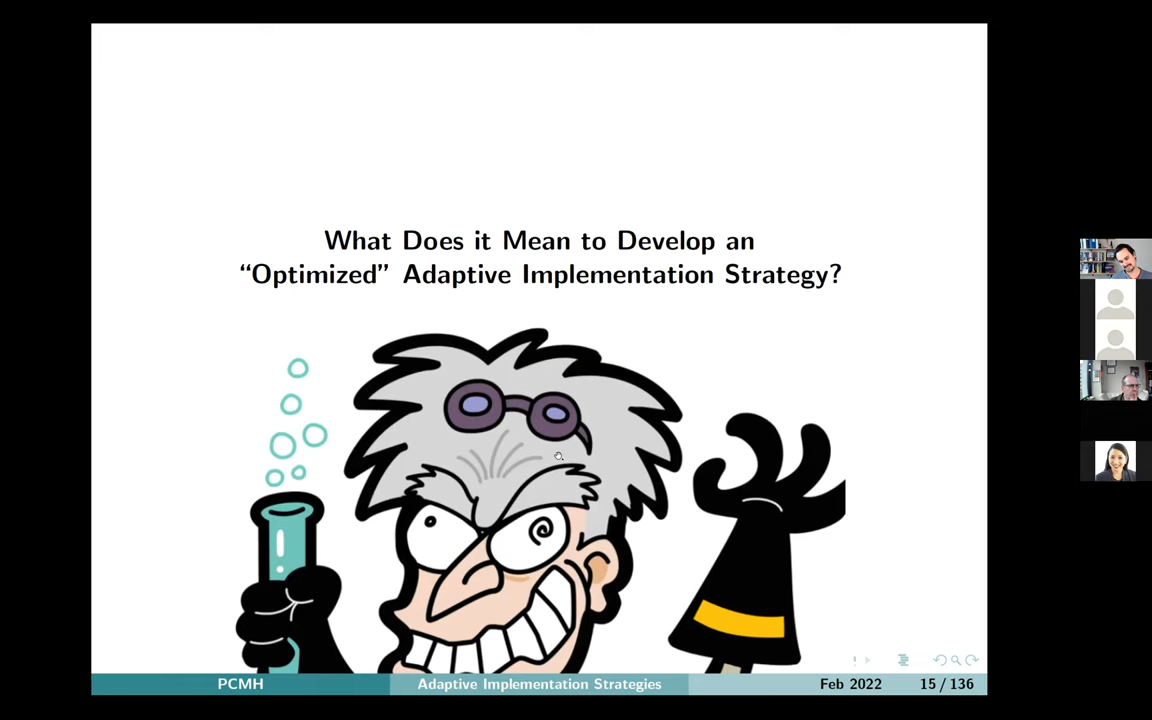 What Does it Mean to Develop an
“Optimized” Adaptive Implementation Strategy?
PCMH
Adaptive Implementation Strategies
Feb 2022
15 / 136